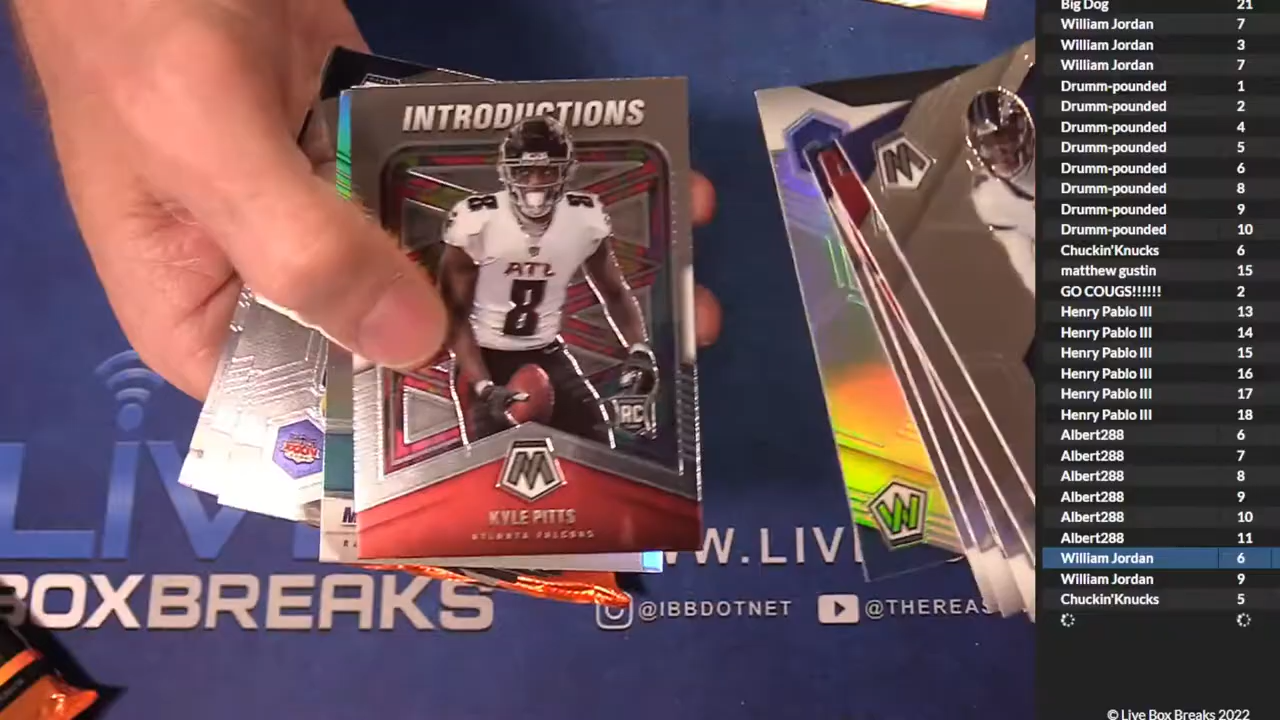 INTRODUCTIONS
8
8
ATL
8
RC
KYLE PITTS
ATLANTA FALCONS
LIV
BOXBREAKS
WW.LIV
@IBBDOTNET
@THEREAS
Big Dog 21
William Jordan 7
William Jordan 3
William Jordan 7
Drumm-pounded 1
Drumm-pounded 2
Drumm-pounded 4
Drumm-pounded 5
Drumm-pounded 6
Drumm-pounded 8
Drumm-pounded 9
Drumm-pounded 10
Chuckin'Knucks 6
matthew gustin 15
GO COUGS!!!!!! 2
Henry Pablo III 13
Henry Pablo III 14
Henry Pablo III 15
Henry Pablo III 16
Henry Pablo III 17
Henry Pablo III 18
Albert288 6
Albert288 7
Albert288 8
Albert288 9
Albert288 10
Albert288 11
William Jordan 6
William Jordan 9
Chuckin'Knucks 5
© Live Box Breaks 2022